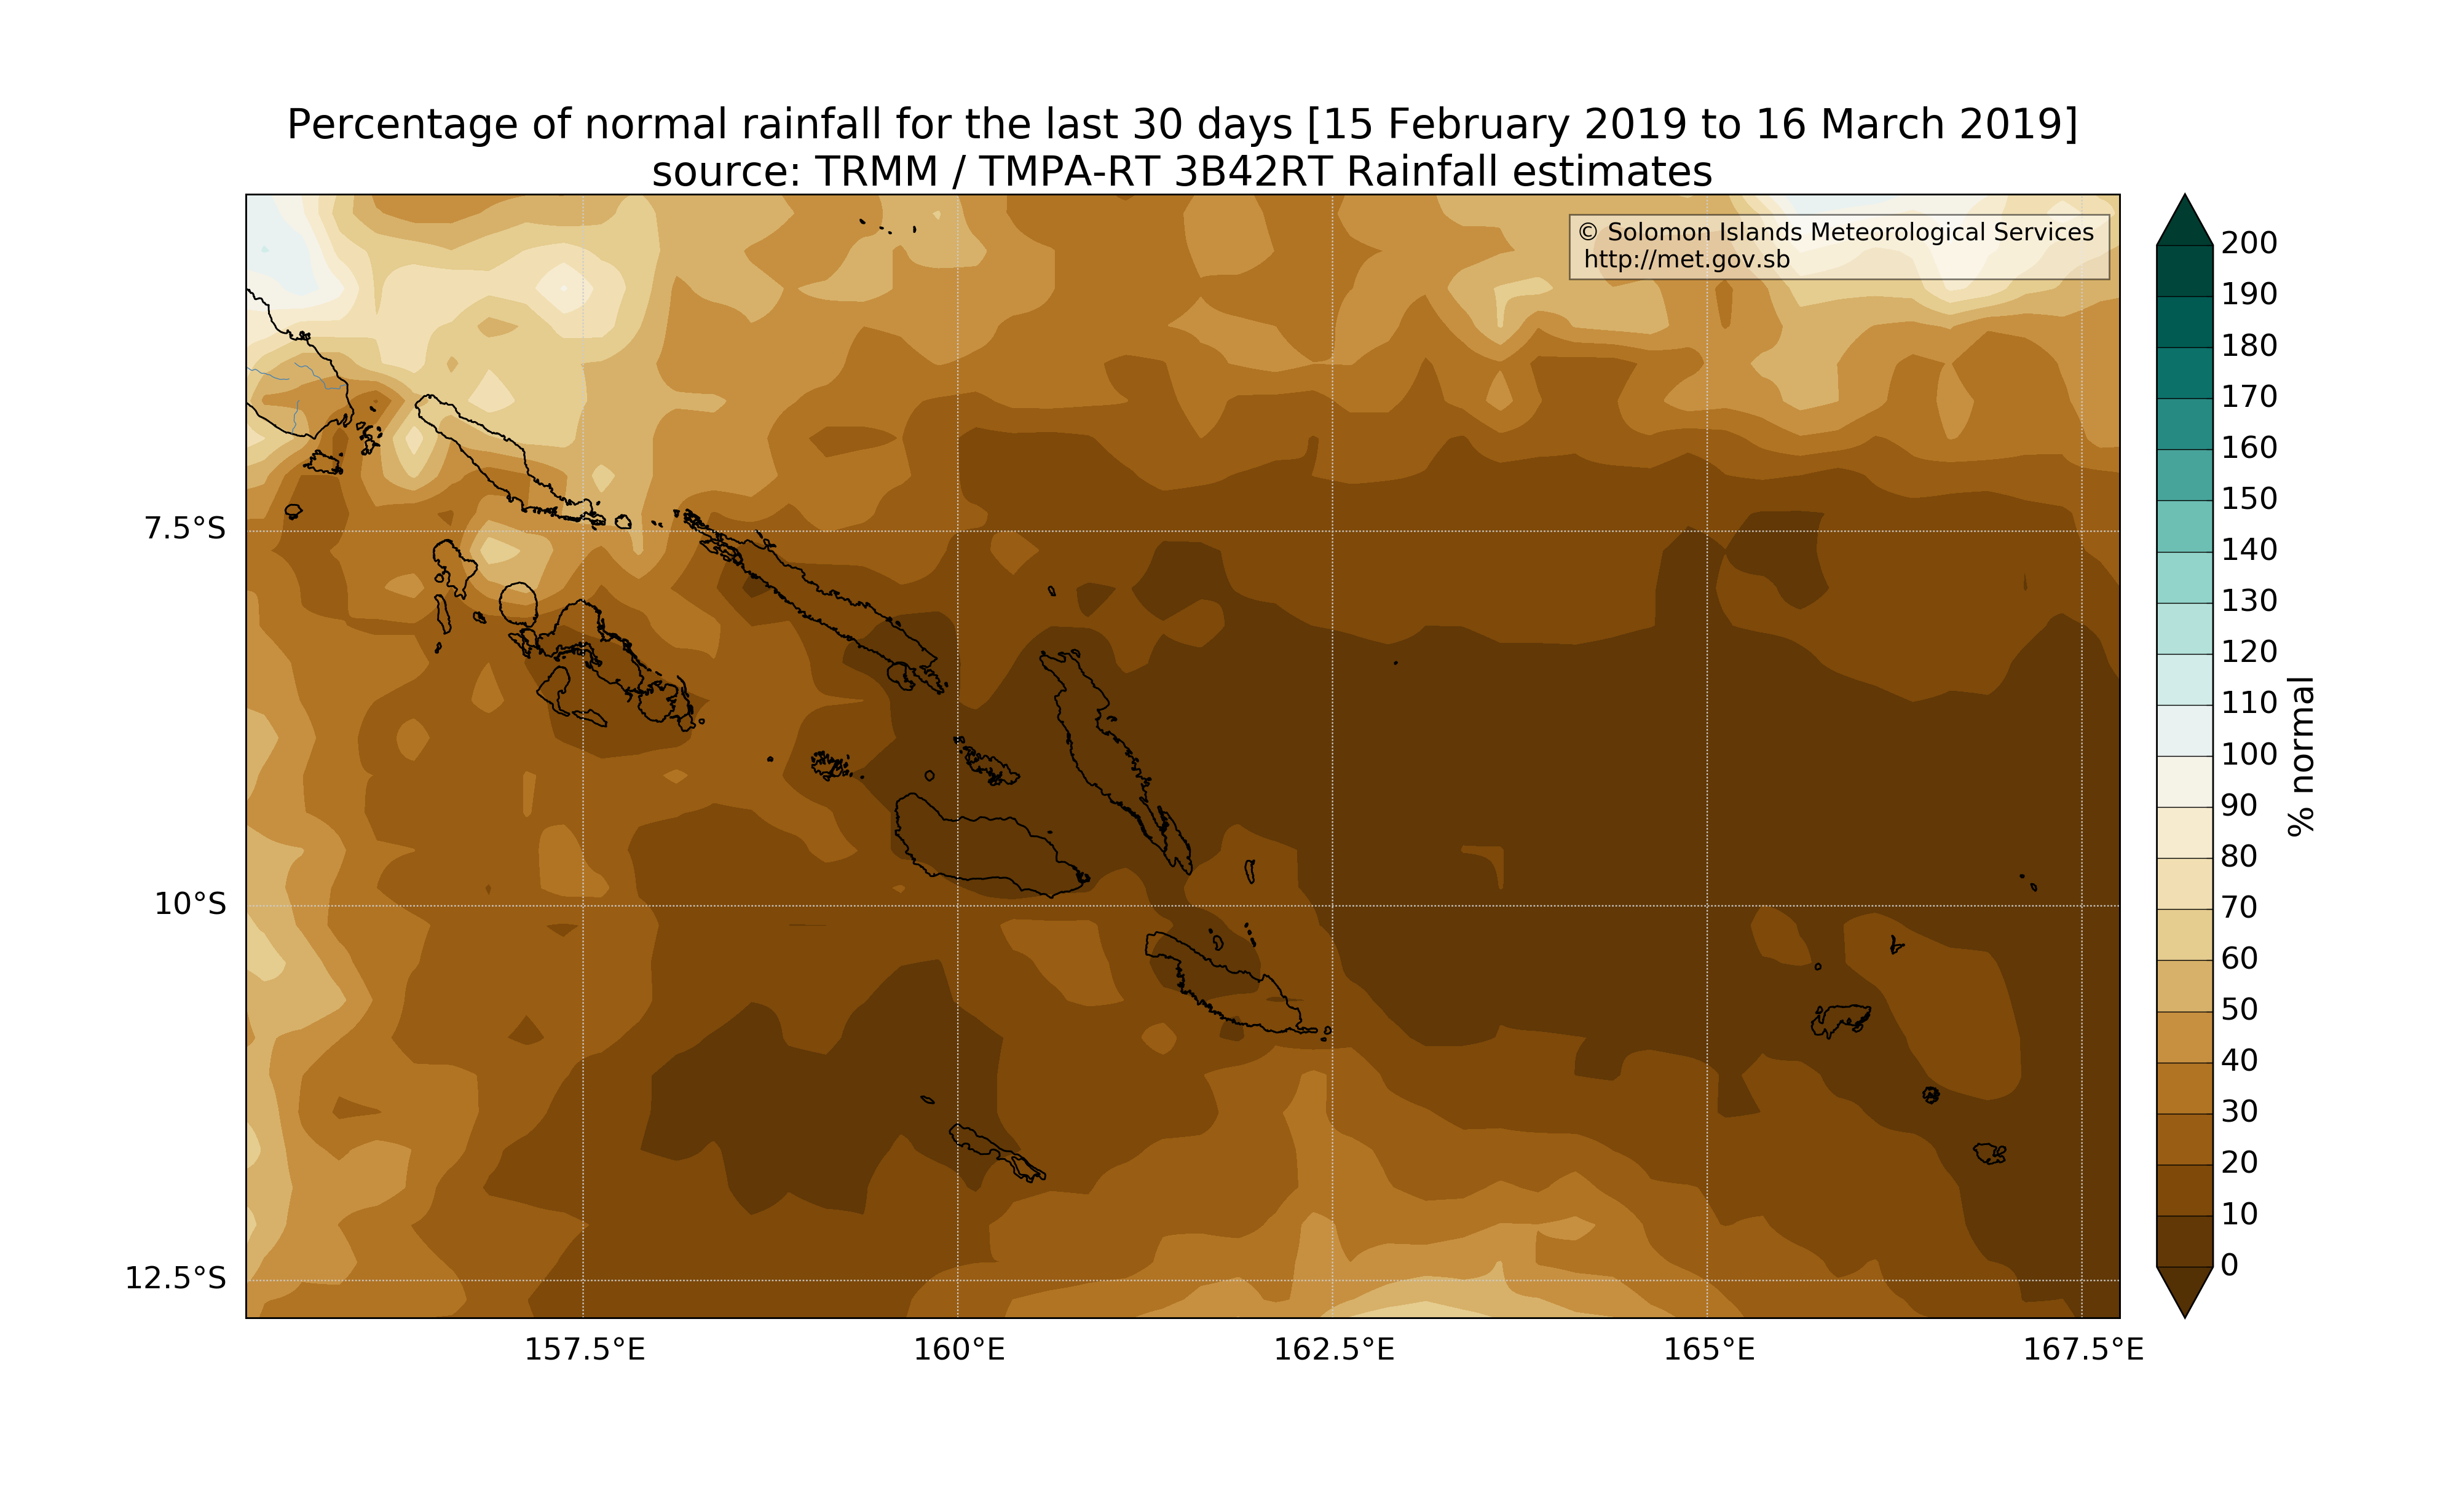 Percentage of normal rainfall for the last 30 days [15 February 2019 to 16 March 2019]
source: TRMM / TMPA-RT 3B42RT Rainfall estimates
© Solomon Islands Meteorological Services
http://met.gov.sb
7.5°S
10°S
12.5°S
157.5°E
160°E
162.5°E
165°E
167.5°E
200
190
180
170
160
150
140
130
120
110
100
90
80
70
60
50
40
30
20
10
0
% normal